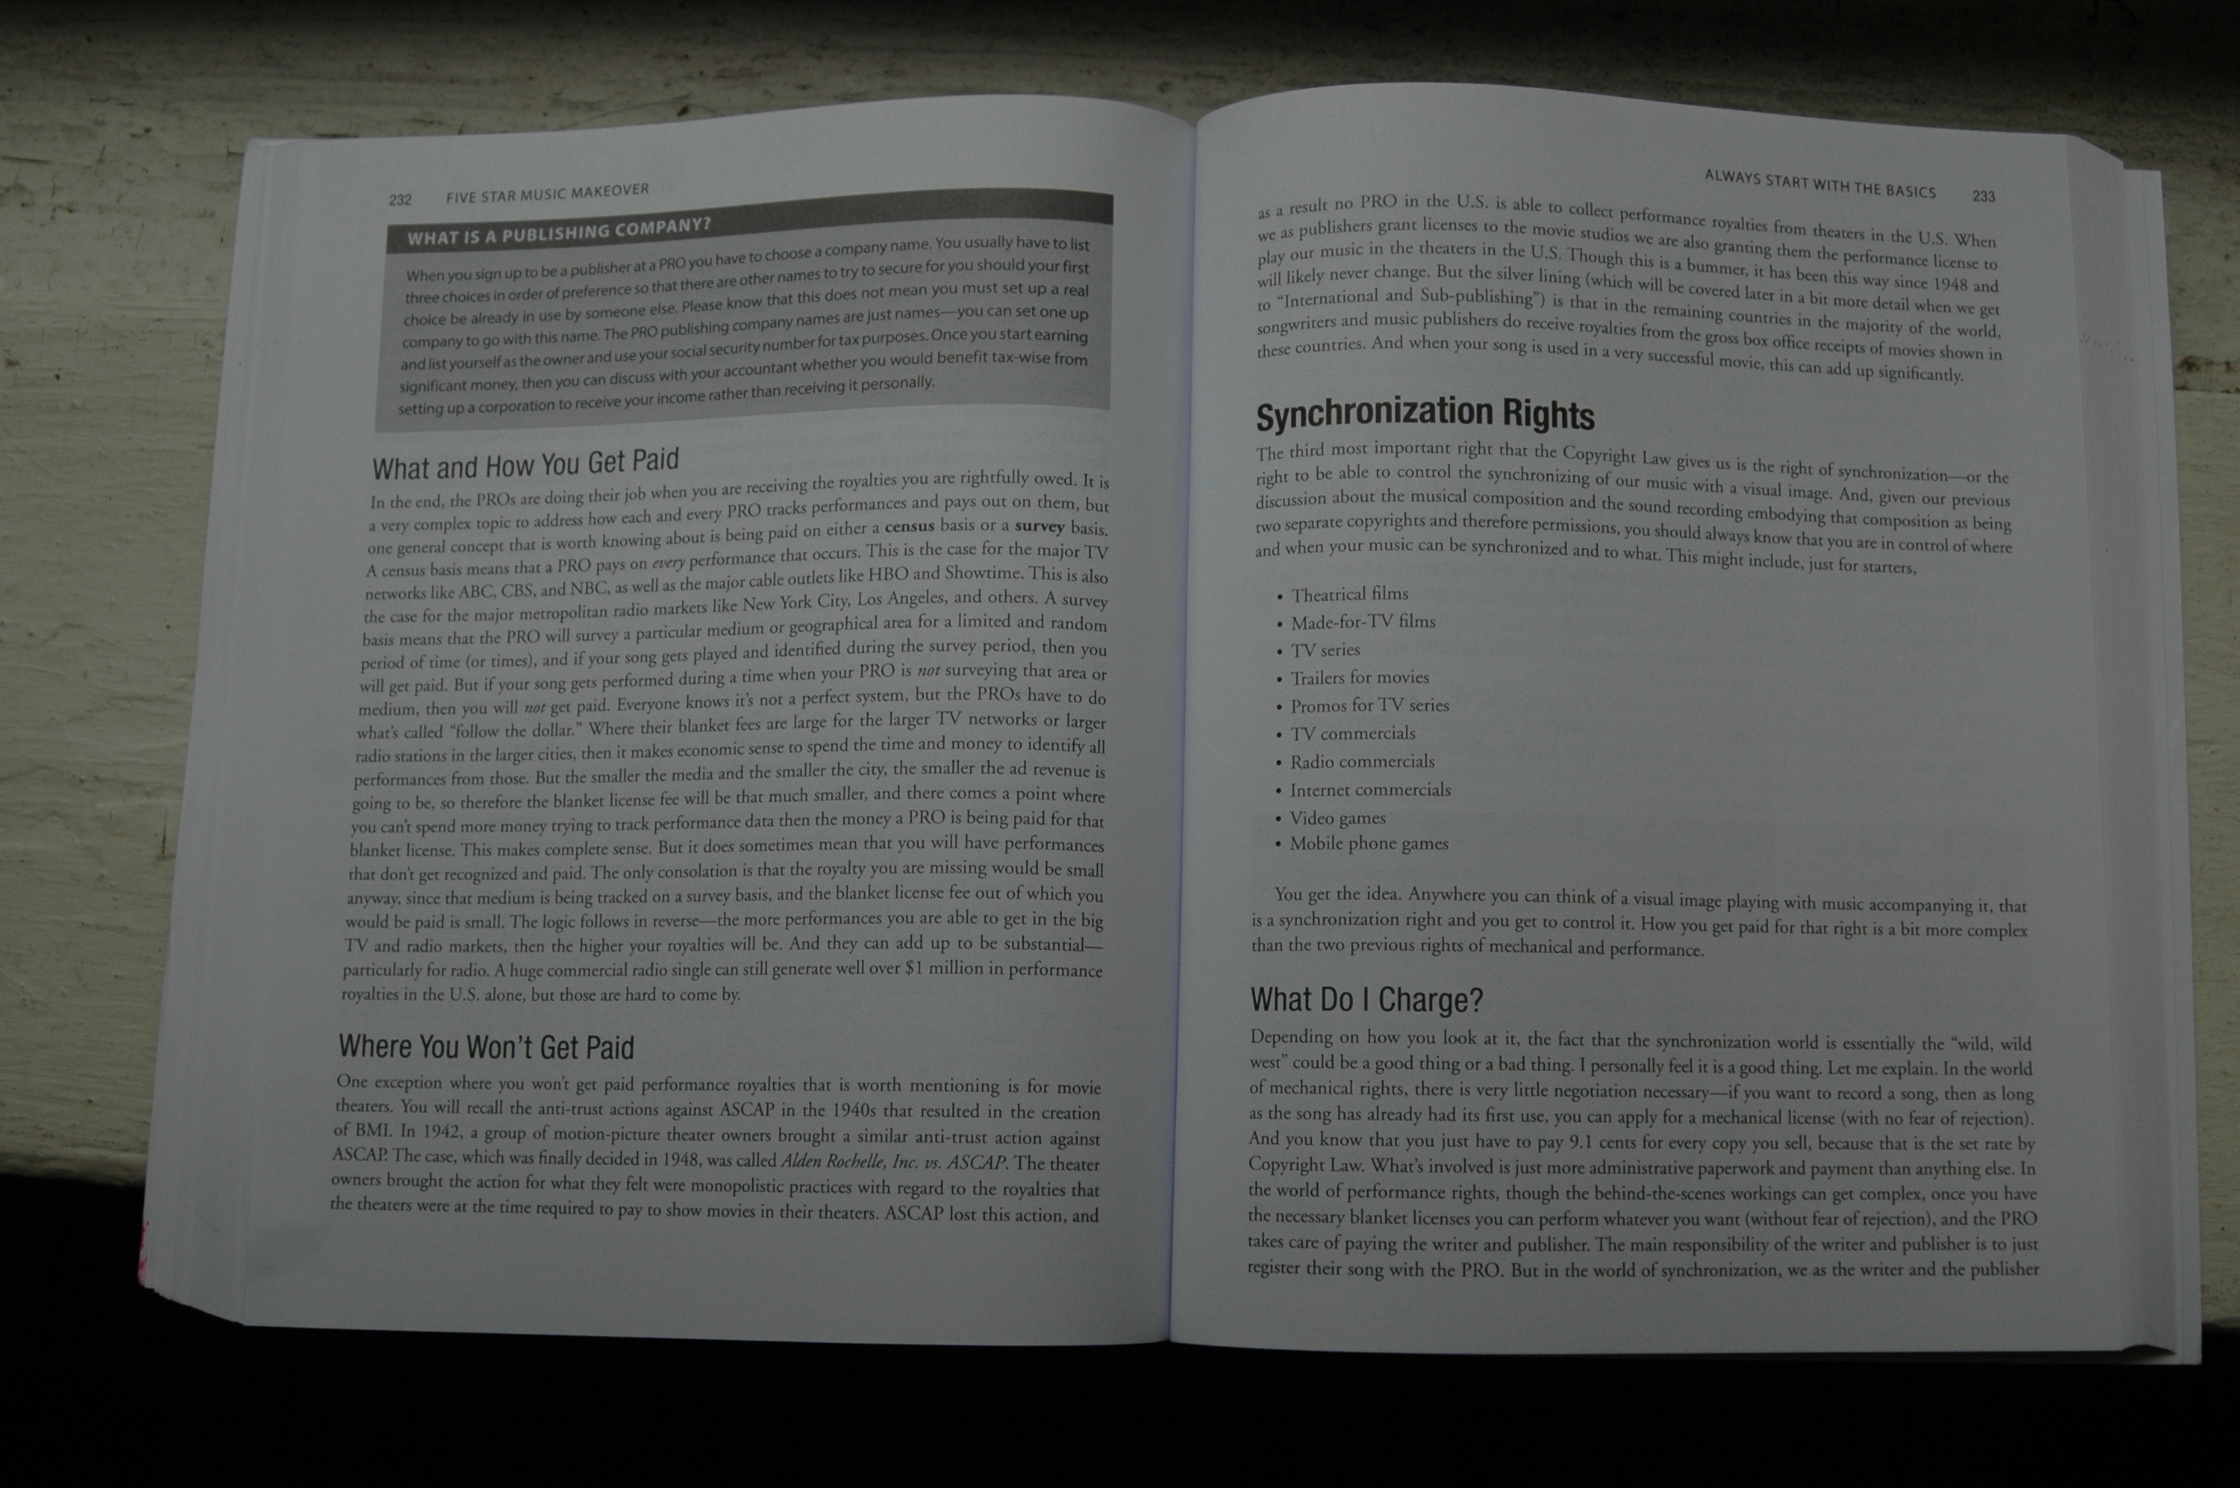 232 FIVE STAR MUSIC MAKEOVER
WHAT IS A PUBLISHING COMPANY?
When you sign up to be a publisher at a PRO you have to choose a company name. You usually have to list
three choices in order of preference so that there are other names to try to secure for you should your first
choice be already in use by someone else. Please know that this does not mean you must set up a real
company to go with this name. The PRO publishing company names are just names—you can set one up
and list yourself as the owner and use your social security number for tax purposes. Once you start earning
significant money, then you can discuss with your accountant whether you would benefit tax-wise from
setting up a corporation to receive your income rather than receiving it personally.
What and How You Get Paid
In the end, the PROs are doing their job when you are receiving the royalties you are rightfully owed. It is
a very complex topic to address how each and every PRO tracks performances and pays out on them, but
one general concept that is worth knowing about is being paid on either a census basis or a survey basis.
A census basis means that a PRO pays on every performance that occurs. This is the case for the major TV
networks like ABC, CBS, and NBC, as well as the major cable outlets like HBO and Showtime. This is also
the case for the major metropolitan radio markets like New York City, Los Angeles, and others. A survey
basis means that the PRO will survey a particular medium or geographical area for a limited and random
period of time (or times), and if your song gets played and identified during the survey period, then you
will get paid. But if your song gets performed during a time when your PRO is not surveying that area or
medium, then you will not get paid. Everyone knows it's not a perfect system, but the PROs have to do
what's called “follow the dollar.” Where their blanket fees are large for the larger TV networks or larger
radio stations in the larger cities, then it makes economic sense to spend the time and money to identify all
performances from those. But the smaller the media and the smaller the city, the smaller the ad revenue is
going to be, so therefore the blanket license fee will be that much smaller, and there comes a point where
you can't spend more money trying to track performance data then the money a PRO is being paid for that
blanket license. This makes complete sense. But it does sometimes mean that you will have performances
that don't get recognized and paid. The only consolation is that the royalty you are missing would be small
anyway, since that medium is being tracked on a survey basis, and the blanket license fee out of which you
would be paid is small. The logic follows in reverse—the more performances you are able to get in the big
TV and radio markets, then the higher your royalties will be. And they can add up to be substantial—
particularly for radio. A huge commercial radio single can still generate well over $1 million in performance
royalties in the U.S. alone, but those are hard to come by.
Where You Won't Get Paid
One exception where you won't get paid performance royalties that is worth mentioning is for movie
theaters. You will recall the anti-trust actions against ASCAP in the 1940s that resulted in the creation
of BMI. In 1942, a group of motion-picture theater owners brought a similar anti-trust action against
ASCAP. The case, which was finally decided in 1948, was called Alden Rochelle, Inc. vs. ASCAP. The theater
owners brought the action for what they felt were monopolistic practices with regard to the royalties that
the theaters were at the time required to pay to show movies in their theaters. ASCAP lost this action, and
ALWAYS START WITH THE BASICS 233
as a result no PRO in the U.S. is able to collect performance royalties from theaters in the U.S. When
we as publishers grant licenses to the movie studios we are also granting them the performance license to
play our music in the theaters in the U.S. Though this is a bummer, it has been this way since 1948 and
will likely never change. But the silver lining (which will be covered later in a bit more detail when we get
to “International and Sub-publishing”) is that in the remaining countries in the majority of the world,
songwriters and music publishers do receive royalties from the gross box office receipts of movies shown in
these countries. And when your song is used in a very successful movie, this can add up significantly.
Synchronization Rights
The third most important right that the Copyright Law gives us is the right of synchronization—or the
right to be able to control the synchronizing of our music with a visual image. And, given our previous
discussion about the musical composition and the sound recording embodying that composition as being
two separate copyrights and therefore permissions, you should always know that you are in control of where
and when your music can be synchronized and to what. This might include, just for starters,
• Theatrical films
• Made-for-TV films
• TV series
• Trailers for movies
• Promos for TV series
• TV commercials
• Radio commercials
• Internet commercials
• Video games
• Mobile phone games
You get the idea. Anywhere you can think of a visual image playing with music accompanying it, that
is a synchronization right and you get to control it. How you get paid for that right is a bit more complex
than the two previous rights of mechanical and performance.
What Do I Charge?
Depending on how you look at it, the fact that the synchronization world is essentially the “wild, wild
west” could be a good thing or a bad thing. I personally feel it is a good thing. Let me explain. In the world
of mechanical rights, there is very little negotiation necessary—if you want to record a song, then as long
as the song has already had its first use, you can apply for a mechanical license (with no fear of rejection).
And you know that you just have to pay 9.1 cents for every copy you sell, because that is the set rate by
Copyright Law. What's involved is just more administrative paperwork and payment than anything else. In
the world of performance rights, though the behind-the-scenes workings can get complex, once you have
the necessary blanket licenses you can perform whatever you want (without fear of rejection), and the PRO
takes care of paying the writer and publisher. The main responsibility of the writer and publisher is to just
register their song with the PRO. But in the world of synchronization, we as the writer and the publisher